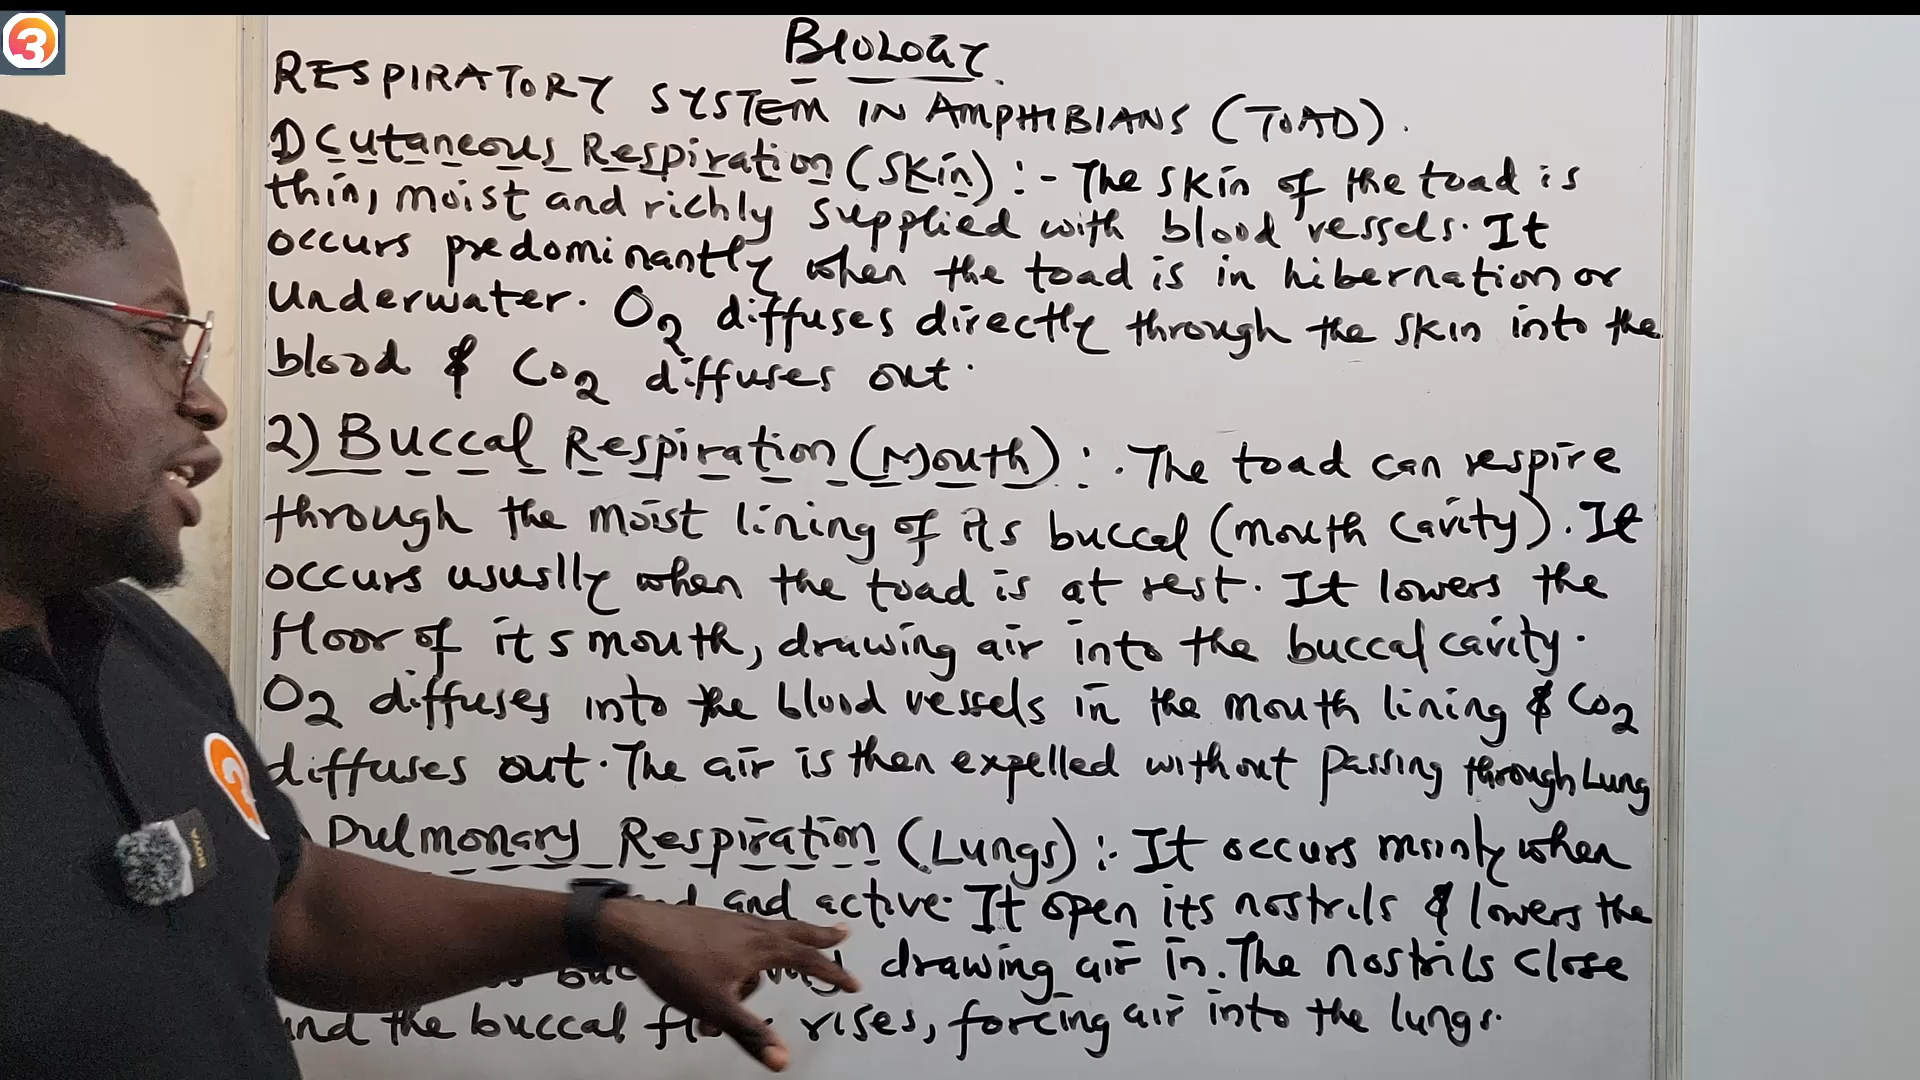 3
BIOLOGY.
RESPIRATORY SYSTEM IN AMPHIBIANS (TOAD).
1) Cutaneous Respiration (Skin) :- The skin of the toad is
thin, moist and richly supplied with blood vessels. It
occurs predominantly when the toad is in hibernation or
underwater. O2 diffuses directly through the skin into the
blood & CO2 diffuses out.
2) Buccal Respiration (Mouth) :. The toad can respire
through the moist lining of its buccal (mouth cavity). It
occurs ususlly when the toad is at rest. It lowers the
floor of its mouth, drawing air into the buccal cavity.
O2 diffuses into the blood vessels in the mouth lining & CO2
diffuses out. The air is then expelled without passing through Lung
Pulmonary Respiration (Lungs) :- It occurs mainly when
and active. It open its nostrils & lowers the
drawing air in. The nostrils close
and the buccal rises, forcing air into the lungs.
BOYA